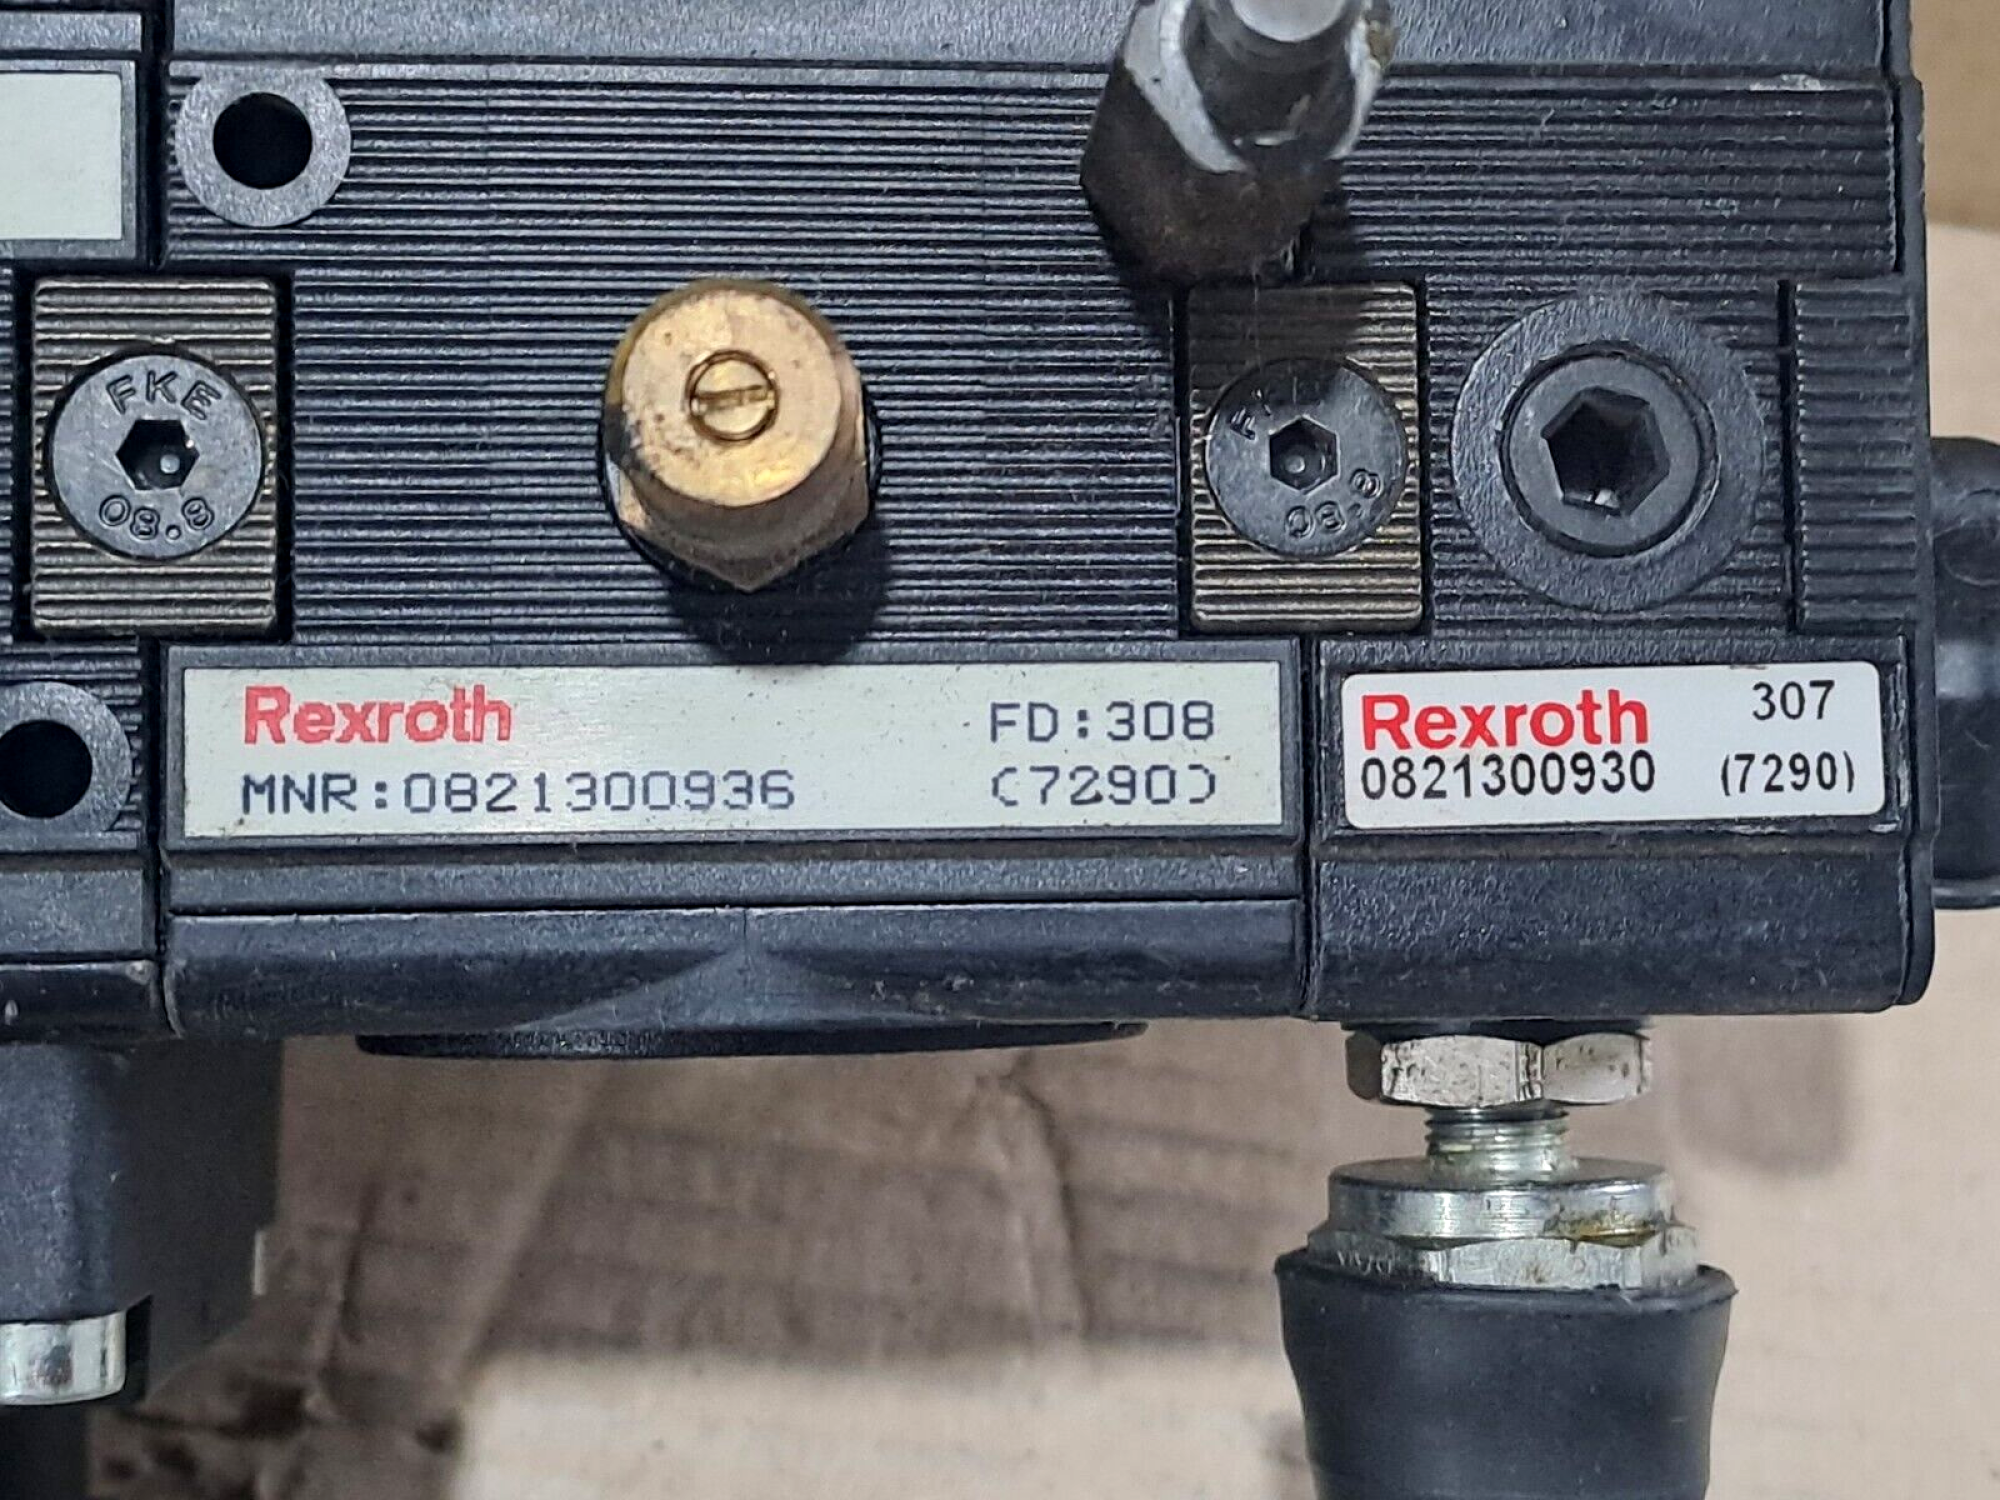 FKE
08.8
08.8
Rexroth FD:308
MNR:0821300936 (7290)
Rexroth 307
0821300930 (7290)